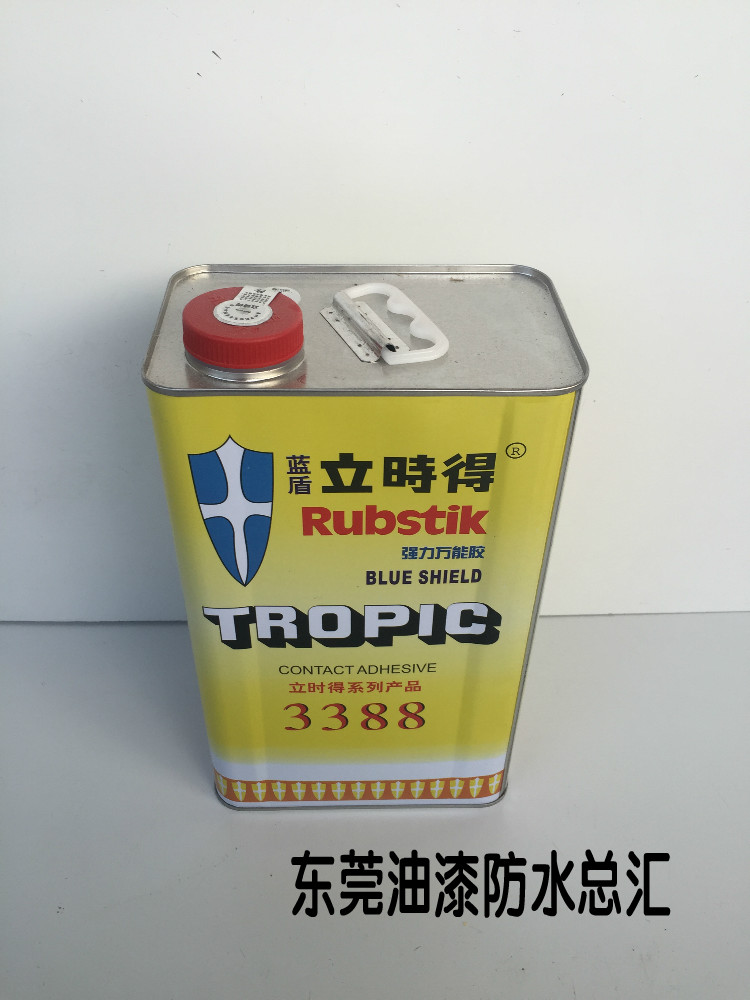 蓝盾 立時得 ®
Rubstik
强力万能胶
BLUE SHIELD
TROPIC
CONTACT ADHESIVE
立时得系列产品
3388
东莞油漆防水总汇